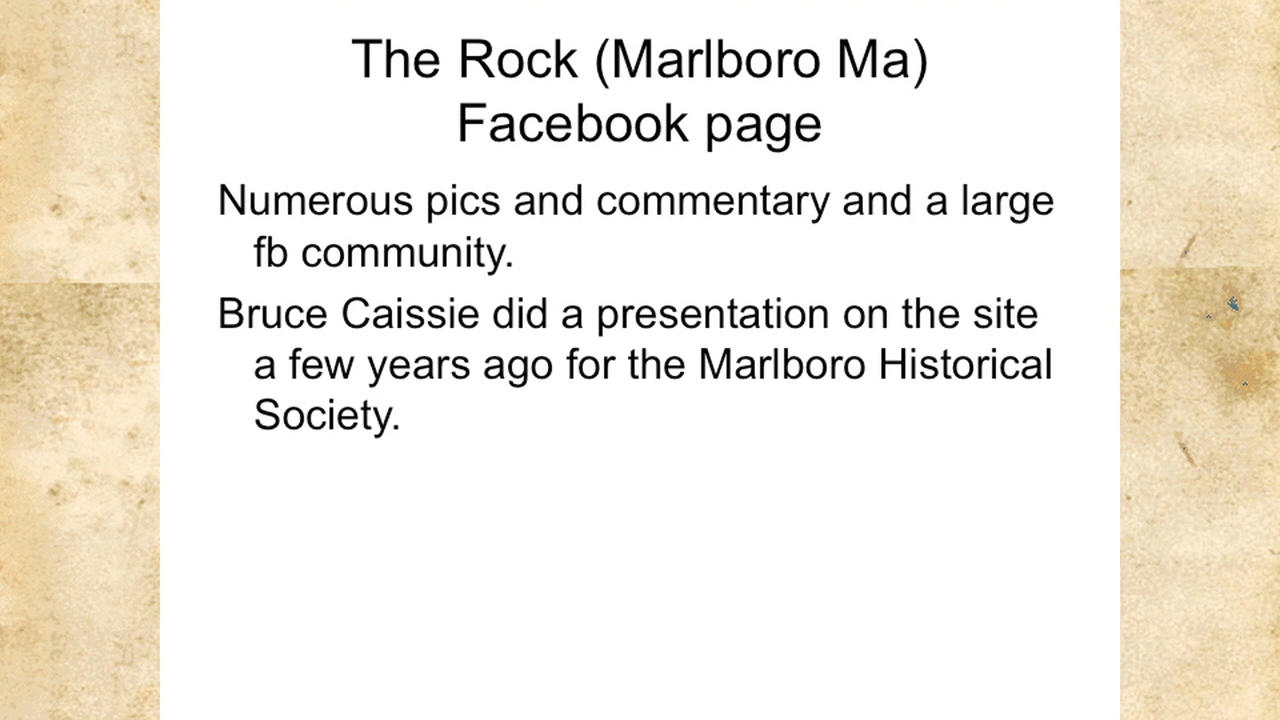 The Rock (Marlboro Ma)
Facebook page
Numerous pics and commentary and a large
fb community.
Bruce Caissie did a presentation on the site
a few years ago for the Marlboro Historical
Society.